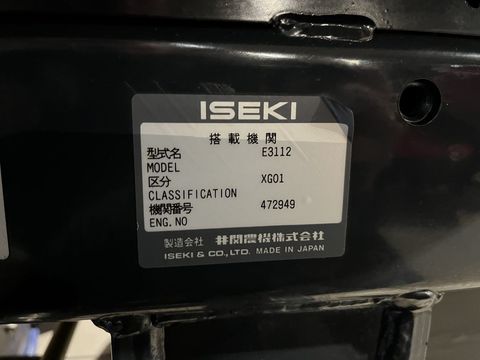 ISEKI
搭載機関
型式名 E3112
MODEL
区分 XG01
CLASSIFICATION
機関番号 472949
ENG.NO
製造会社 井関農機株式会社
ISEKI & CO.,LTD. MADE IN JAPAN